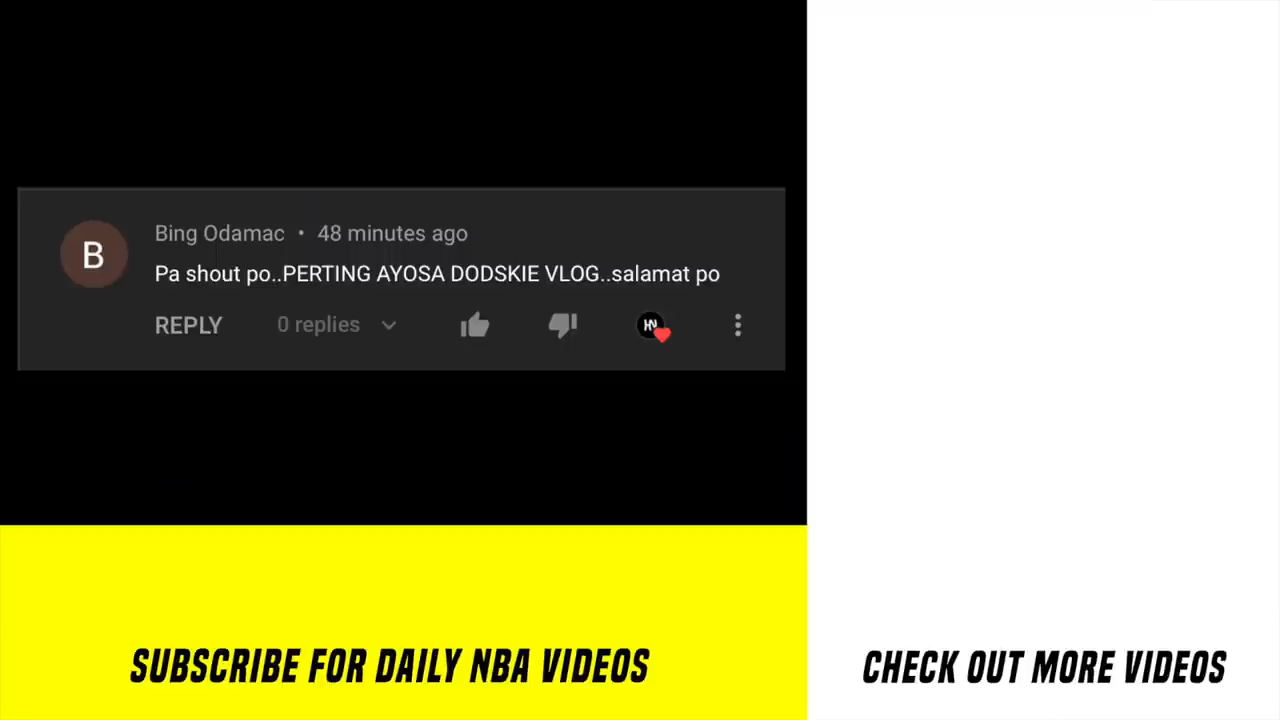 B
Bing Odamac • 48 minutes ago
Pa shout po..PERTING AYOSA DODSKIE VLOG..salamat po
REPLY 0 replies
HN
SUBSCRIBE FOR DAILY NBA VIDEOS
CHECK OUT MORE VIDEOS